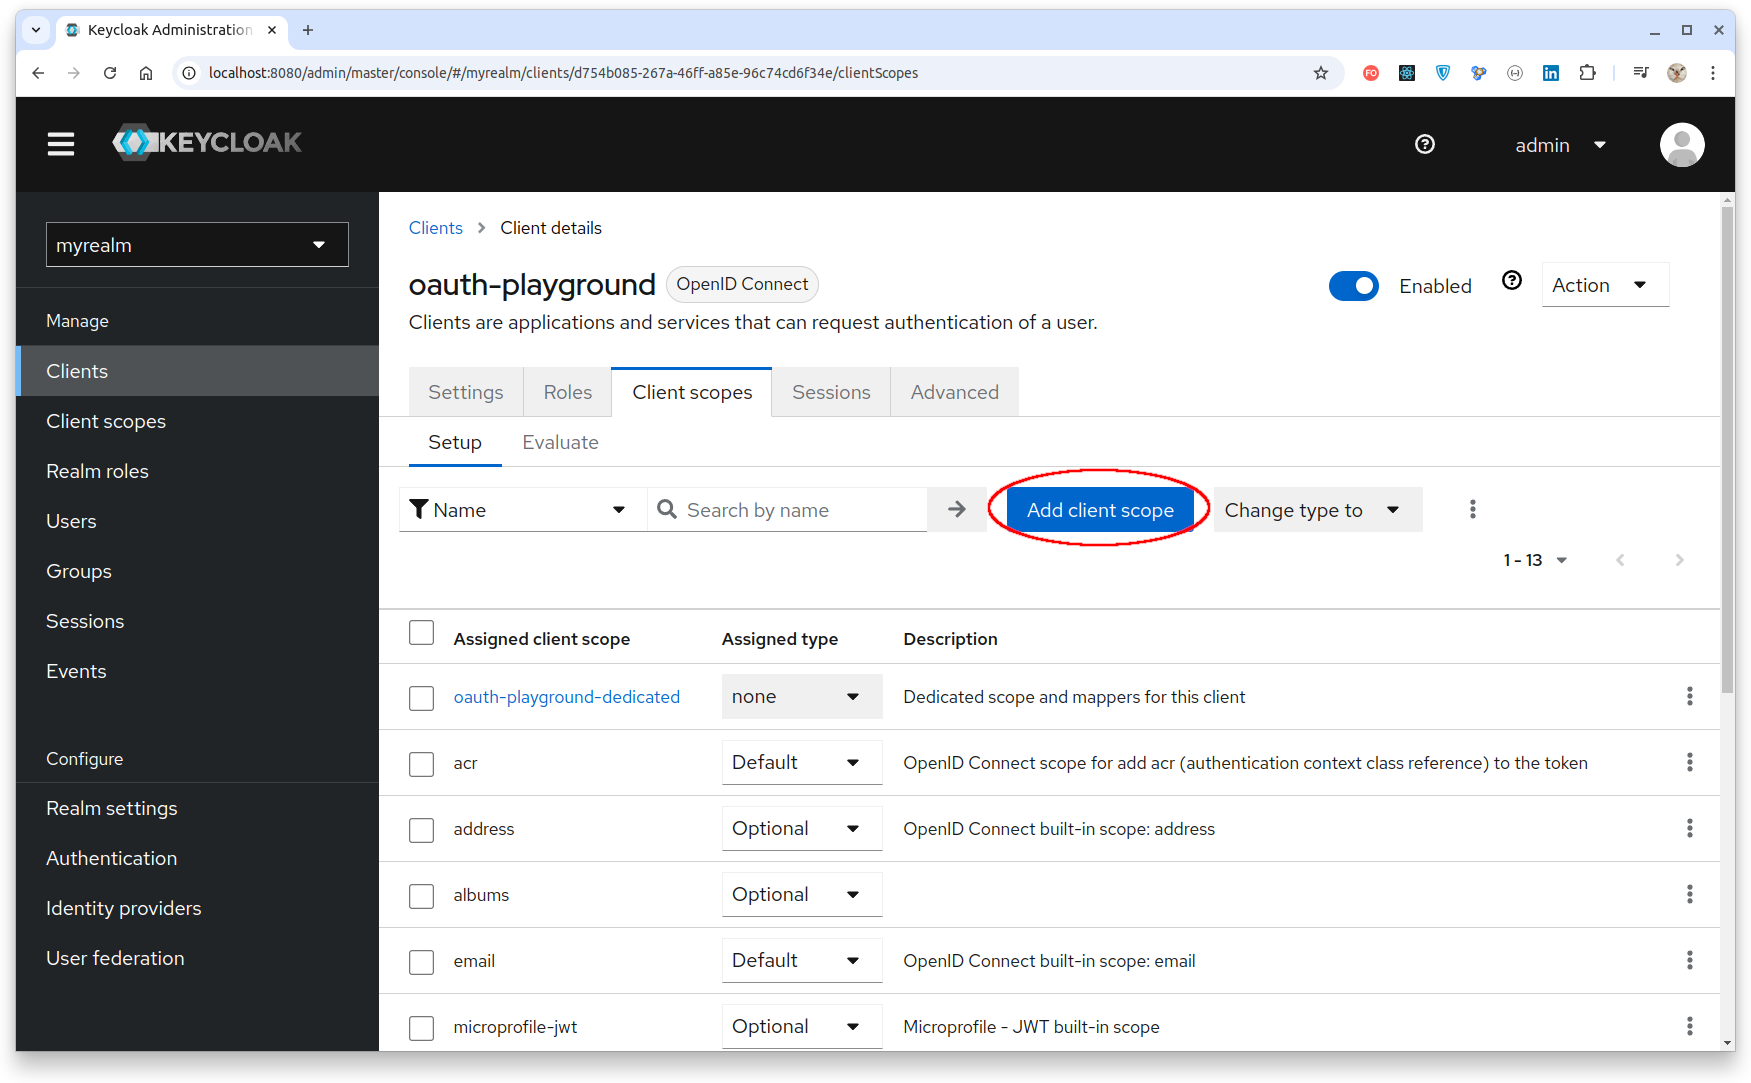 Keycloak Administration
localhost:8080/admin/master/console/#/myrealm/clients/d754b085-267a-46ff-a85e-96c74cd6f34e/clientScopes
FO
in
KEYCLOAK
admin
myrealm
Manage
Clients
Client scopes
Realm roles
Users
Groups
Sessions
Events
Configure
Realm settings
Authentication
Identity providers
User federation
Clients > Client details
oauth-playground OpenID Connect
Enabled Action
Clients are applications and services that can request authentication of a user.
Settings Roles Client scopes Sessions Advanced
Setup Evaluate
Name Search by name Add client scope Change type to
1 - 13
Assigned client scope Assigned type Description
oauth-playground-dedicated none Dedicated scope and mappers for this client
acr Default OpenID Connect scope for add acr (authentication context class reference) to the token
address Optional OpenID Connect built-in scope: address
albums Optional
email Default OpenID Connect built-in scope: email
microprofile-jwt Optional Microprofile - JWT built-in scope